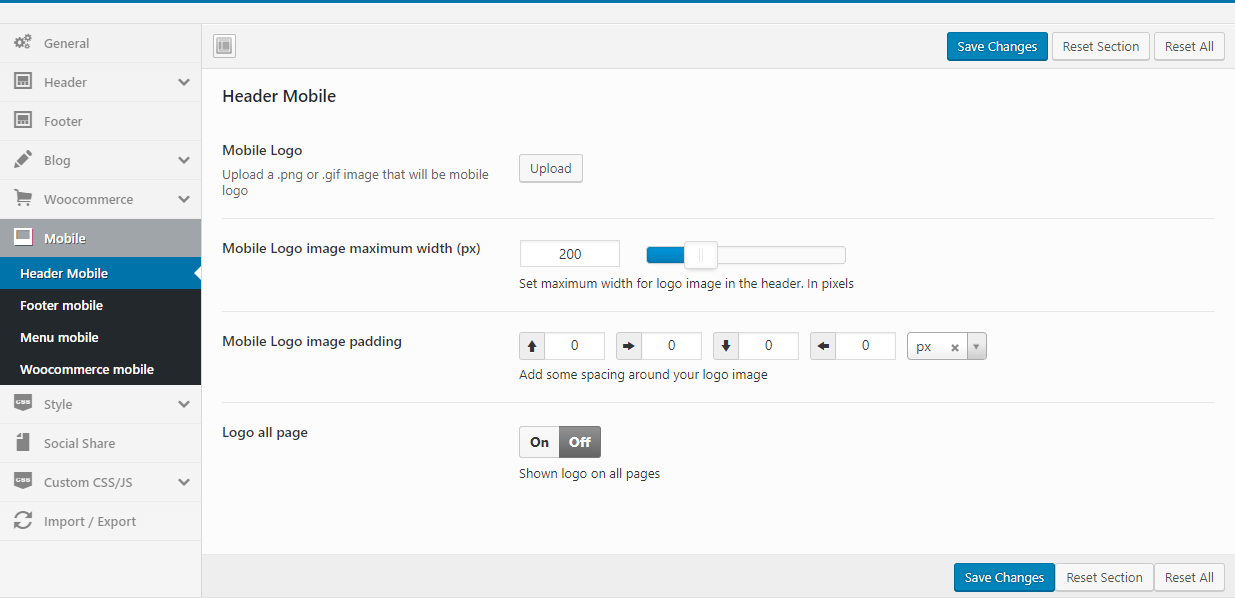 General
Header
Footer
Blog
Woocommerce
Mobile
Header Mobile
Footer mobile
Menu mobile
Woocommerce mobile
Style
Social Share
Custom CSS/JS
Import / Export
Save Changes Reset Section Reset All
Header Mobile
Mobile Logo
Upload a .png or .gif image that will be mobile
logo
Upload
Mobile Logo image maximum width (px)
200
Set maximum width for logo image in the header. In pixels
Mobile Logo image padding
0 0 0 0 px
Add some spacing around your logo image
Logo all page
On Off
Shown logo on all pages
Save Changes Reset Section Reset All